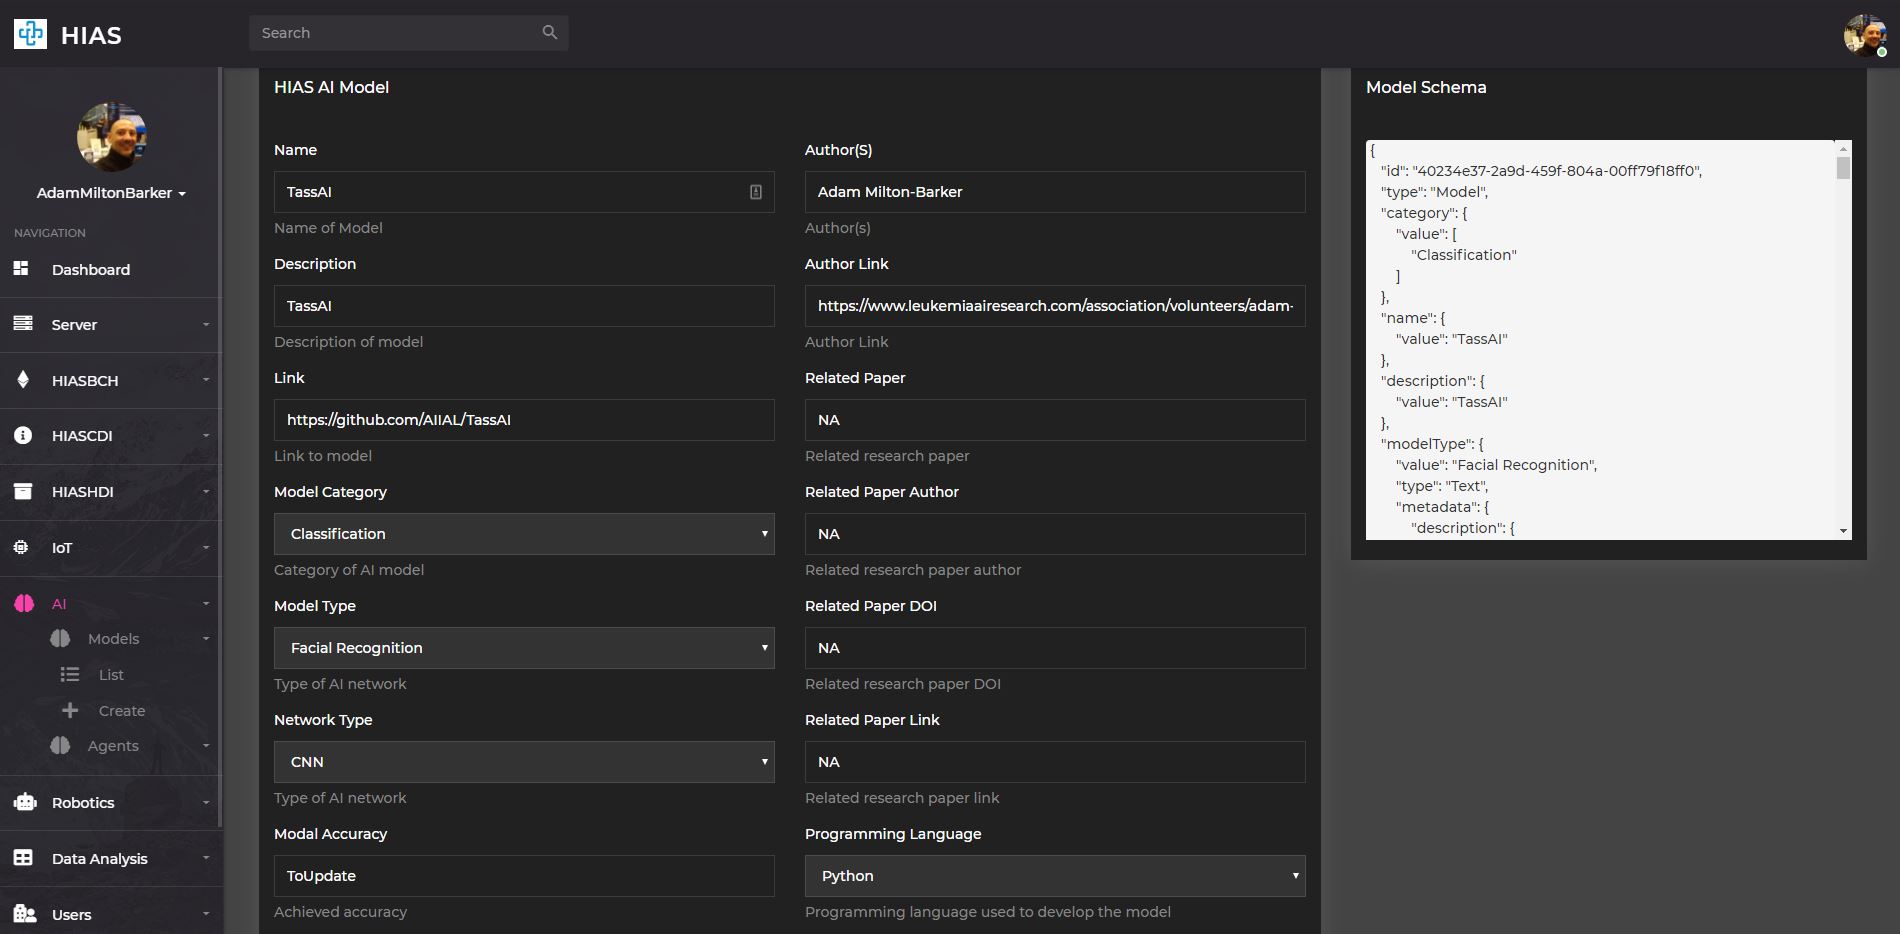 HIAS
Search
AdamMiltonBarker
NAVIGATION
Dashboard
Server
HIASBCH
HIASCDI
HIASHDI
IoT
AI
Models
List
Create
Agents
Robotics
Data Analysis
Users
HIAS AI Model
Name
TassAI
Name of Model
Description
TassAI
Description of model
Link
https://github.com/AIIAL/TassAI
Link to model
Model Category
Classification
Category of AI model
Model Type
Facial Recognition
Type of AI network
Network Type
CNN
Type of AI network
Modal Accuracy
ToUpdate
Achieved accuracy
Author(S)
Adam Milton-Barker
Author(s)
Author Link
https://www.leukemiaairesearch.com/association/volunteers/adam-
Author Link
Related Paper
NA
Related research paper
Related Paper Author
NA
Related research paper author
Related Paper DOI
NA
Related research paper DOI
Related Paper Link
NA
Related research paper link
Programming Language
Python
Programming language used to develop the model
Model Schema
{
"id": "40234e37-2a9d-459f-804a-00ff79f18ff0",
"type": "Model",
"category": {
"value": [
"Classification"
]
},
"name": {
"value": "TassAI"
},
"description": {
"value": "TassAI"
},
"modelType": {
"value": "Facial Recognition",
"type": "Text",
"metadata": {
"description": {